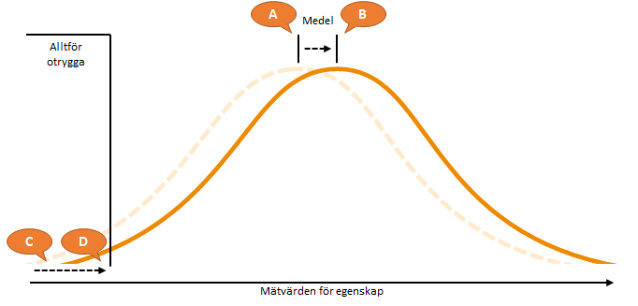 A
Medel
B
Alltför
otrygga
C
D
Mätvärden för egenskap